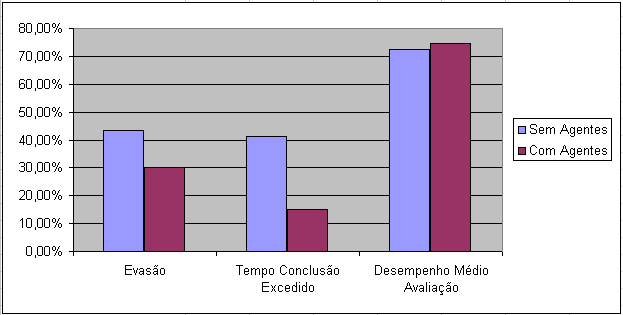 80,00%
70,00%
60,00%
50,00%
40,00%
30,00%
20,00%
10,00%
0,00%
Evasão
Tempo Conclusão
Excedido
Desempenho Médio
Avaliação
Sem Agentes
Com Agentes